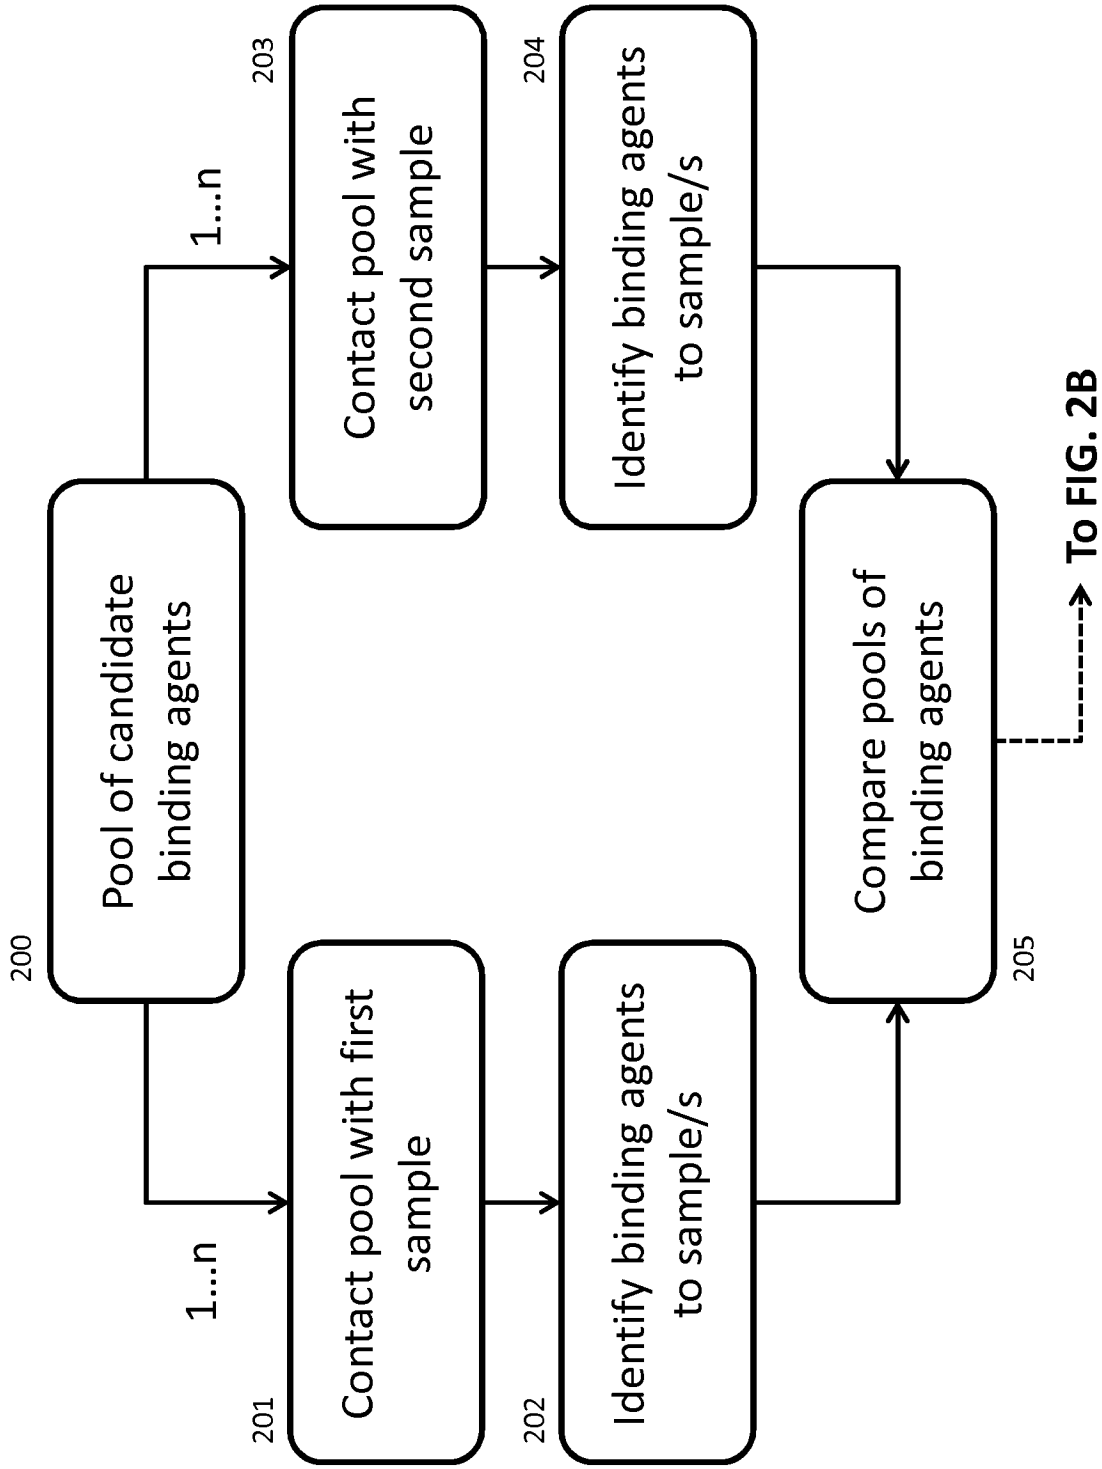 200
Pool of candidate
binding agents
1...n
1...n
201
Contact pool with first
sample
203
Contact pool with
second sample
202
Identify binding agents
to sample/s
204
Identify binding agents
to sample/s
Compare pools of
binding agents
205
To FIG. 2B